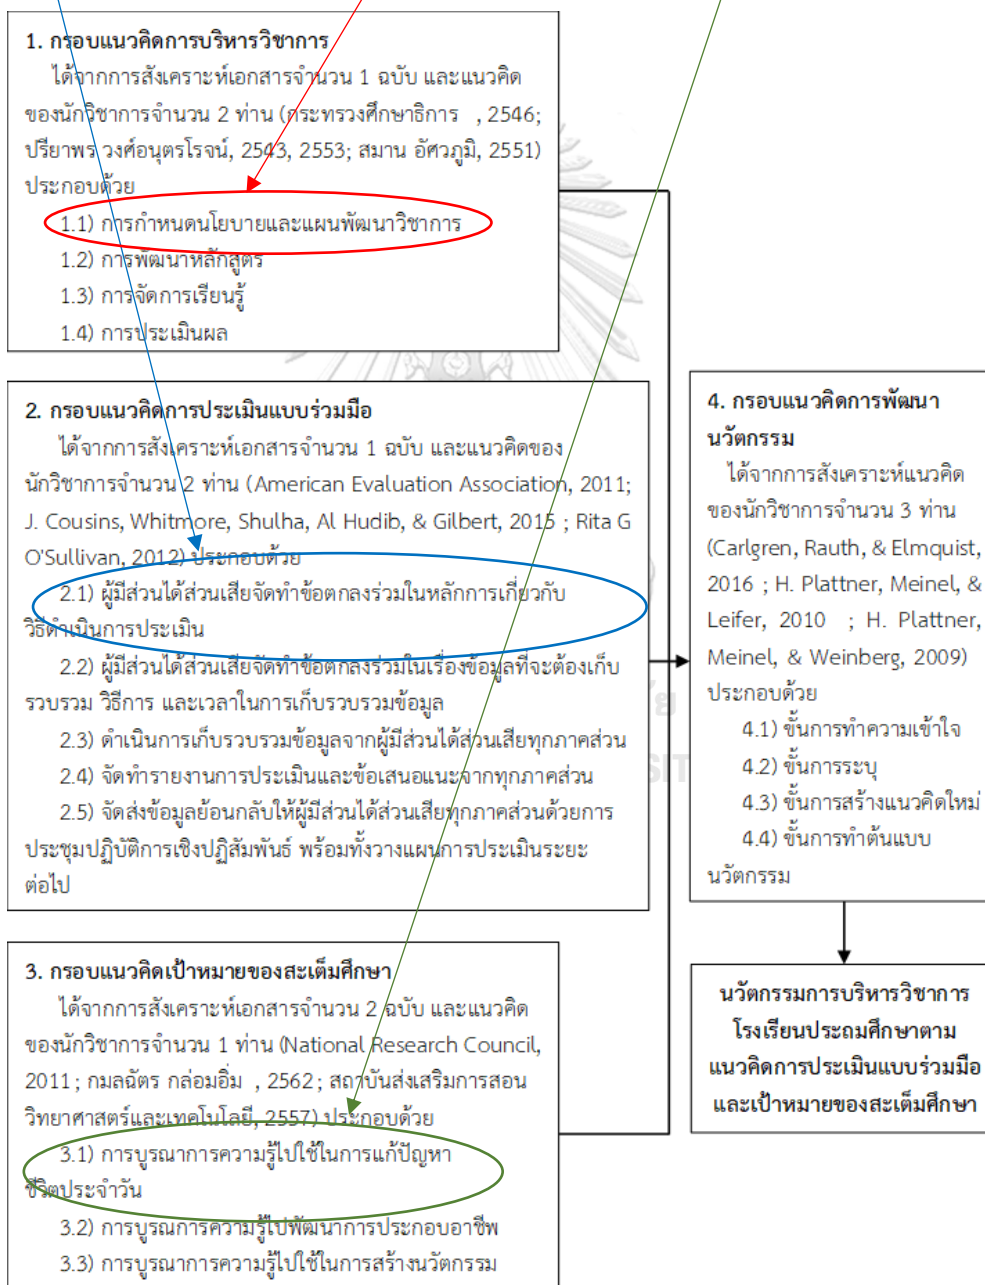 1. กรอบแนวคิดการบริหารวิชาการ
ได้จากการสังเคราะห์เอกสารจำนวน 1 ฉบับ และแนวคิด
ของนักวิชาการจำนวน 2 ท่าน (กระทรวงศึกษาธิการ , 2546;
ปรียาพร วงศ์อนุตรโรจน์, 2543, 2553; สมาน อัศวภูมิ, 2551)
ประกอบด้วย
1.1) การกำหนดนโยบายและแผนพัฒนาวิชาการ
1.2) การพัฒนาหลักสูตร
1.3) การจัดการเรียนรู้
1.4) การประเมินผล
2. กรอบแนวคิดการประเมินแบบร่วมมือ
ได้จากการสังเคราะห์เอกสารจำนวน 1 ฉบับ และแนวคิดของ
นักวิชาการจำนวน 2 ท่าน (American Evaluation Association, 2011;
J. Cousins, Whitmore, Shulha, Al Hudib, & Gilbert, 2015 ; Rita G
O'Sullivan, 2012) ประกอบด้วย
2.1) ผู้มีส่วนได้ส่วนเสียจัดทำข้อตกลงร่วมในหลักการเกี่ยวกับ
วิธีดำเนินการประเมิน
2.2) ผู้มีส่วนได้ส่วนเสียจัดทำข้อตกลงร่วมในเรื่องข้อมูลที่จะต้องเก็บ
รวบรวม วิธีการ และเวลาในการเก็บรวบรวมข้อมูล
2.3) ดำเนินการเก็บรวบรวมข้อมูลจากผู้มีส่วนได้ส่วนเสียทุกภาคส่วน
2.4) จัดทำรายงานการประเมินและข้อเสนอแนะจากทุกภาคส่วน
2.5) จัดส่งข้อมูลย้อนกลับให้ผู้มีส่วนได้ส่วนเสียทุกภาคส่วนด้วยการ
ประชุมปฏิบัติการเชิงปฏิสัมพันธ์ พร้อมทั้งวางแผนการประเมินระยะ
ต่อไป
3. กรอบแนวคิดเป้าหมายของสะเต็มศึกษา
ได้จากการสังเคราะห์เอกสารจำนวน 2 ฉบับ และแนวคิด
ของนักวิชาการจำนวน 1 ท่าน (National Research Council,
2011 ; กมลฉัตร กล่อมอิ่ม , 2562 ; สถาบันส่งเสริมการสอน
วิทยาศาสตร์และเทคโนโลยี, 2557) ประกอบด้วย
3.1) การบูรณาการความรู้ไปใช้ในการแก้ปัญหา
ชีวิตประจำวัน
3.2) การบูรณการความรู้ไปพัฒนาการประกอบอาชีพ
3.3) การบูรณาการความรู้ไปใช้ในการสร้างนวัตกรรม
4. กรอบแนวคิดการพัฒนา
นวัตกรรม
ได้จากการสังเคราะห์แนวคิด
ของนักวิชาการจำนวน 3 ท่าน
(Carlgren, Rauth, & Elmquist,
2016 ; H. Plattner, Meinel, &
Leifer, 2010 ; H. Plattner,
Meinel, & Weinberg, 2009)
ประกอบด้วย
4.1) ขั้นการทำความเข้าใจ
4.2) ขั้นการระบุ
4.3) ขั้นการสร้างแนวคิดใหม่
4.4) ขั้นการทำต้นแบบ
นวัตกรรม
นวัตกรรมการบริหารวิชาการ
โรงเรียนประถมศึกษาตาม
แนวคิดการประเมินแบบร่วมมือ
และเป้าหมายของสะเต็มศึกษา